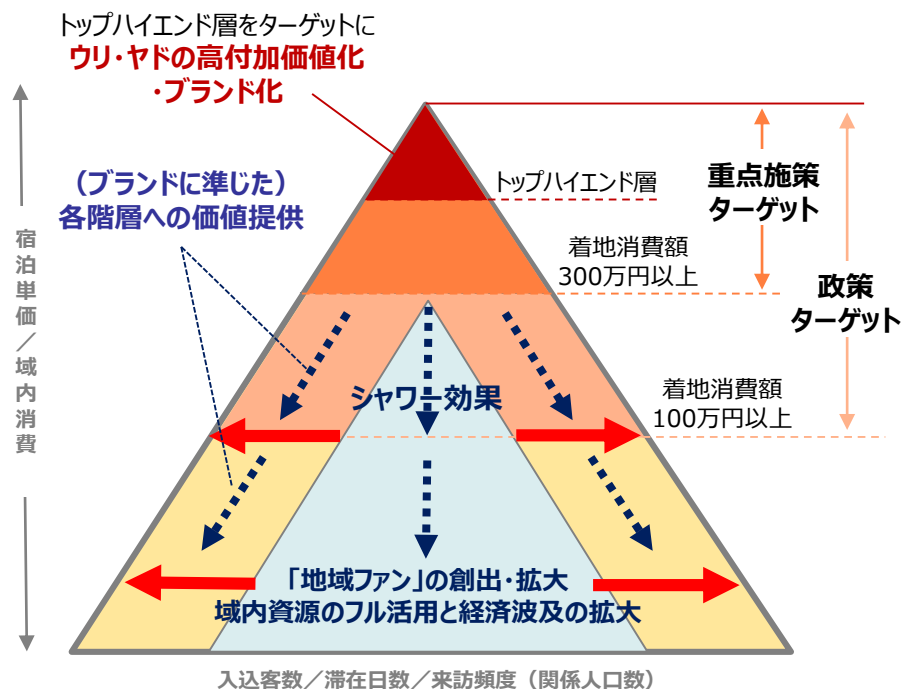 トップハイエンド層をターゲットに
ウリ・ヤドの高付加価値化
・ブランド化
(ブランドに準じた)
各階層への価値提供
宿泊単価/域内消費
トップハイエンド層
着地消費額
300万円以上
重点施策
ターゲット
政策
ターゲット
着地消費額
100万円以上
シャワー効果
「地域ファン」の創出・拡大
域内資源のフル活用と経済波及の拡大
入込客数/滞在日数/来訪頻度(関係人口数)